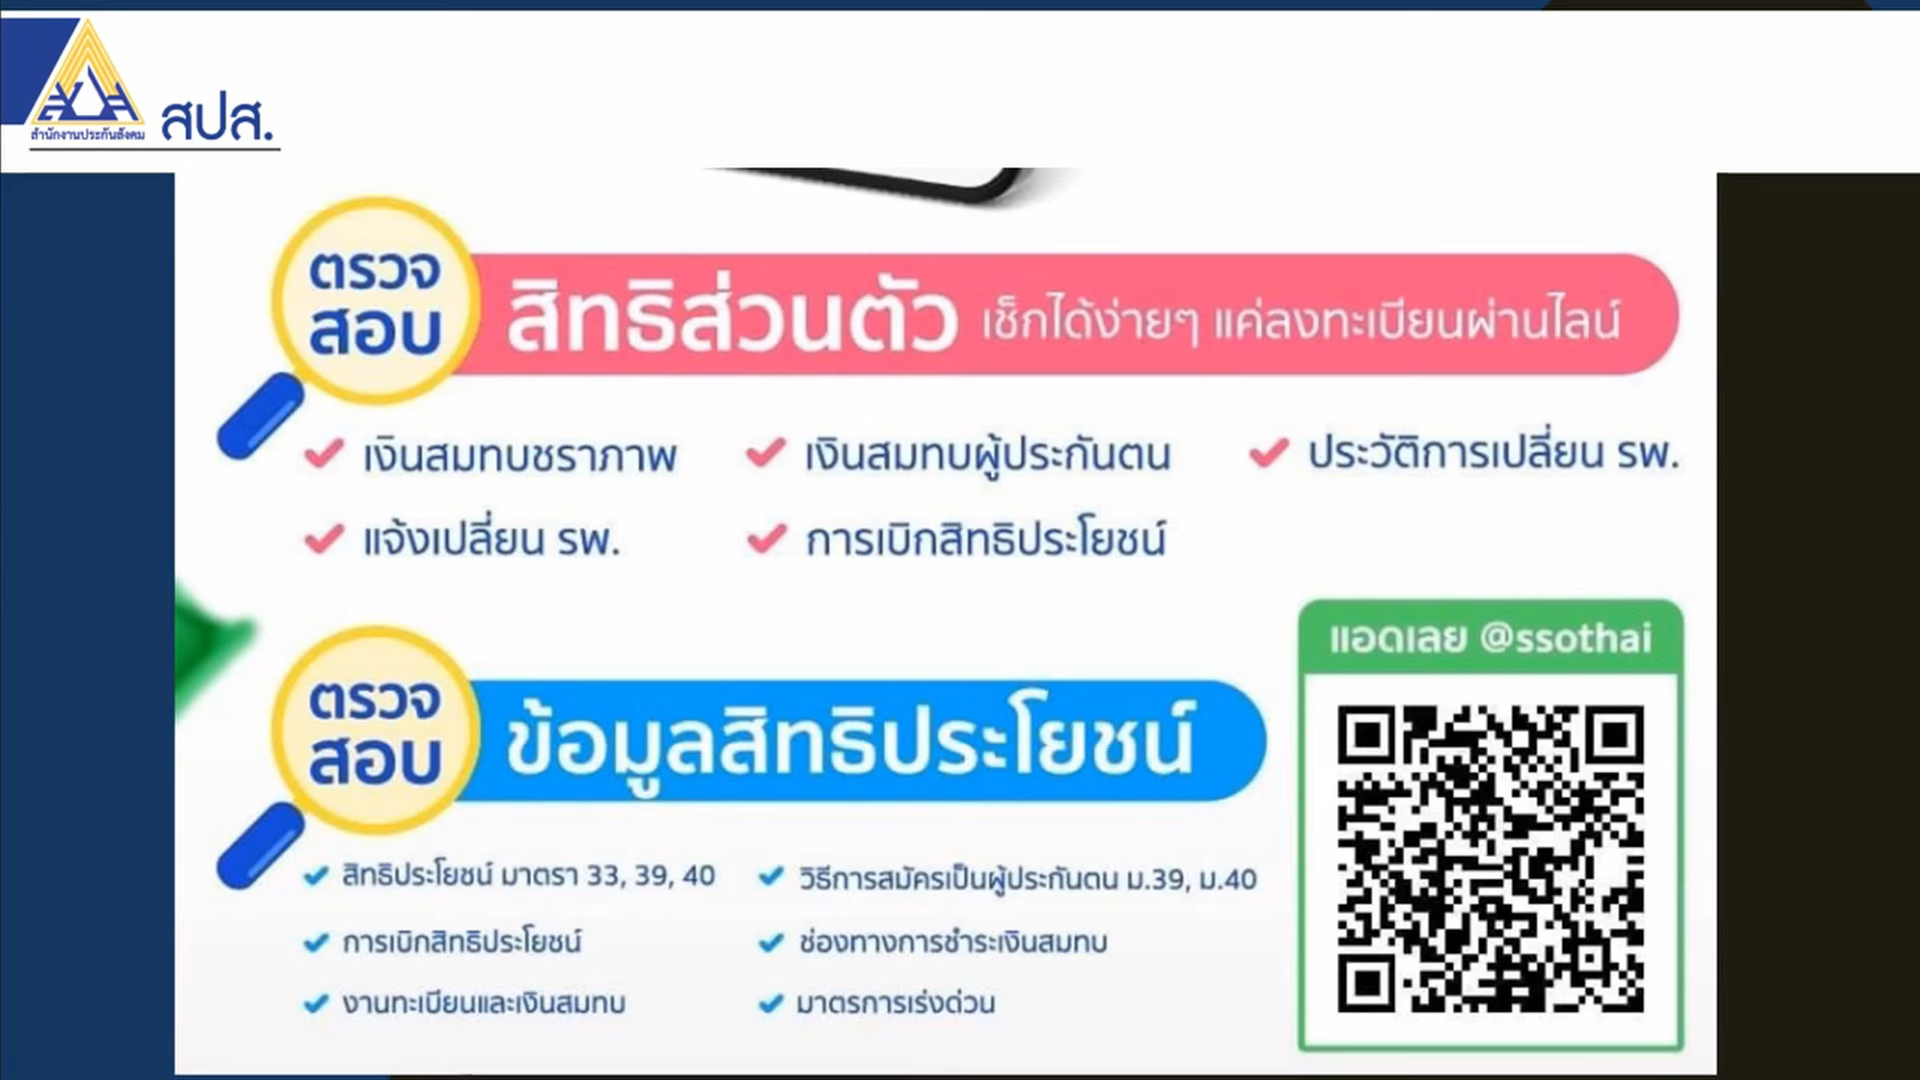 สำนักงานประกันสังคม
สปส.
ตรวจ
สอบ
สิทธิส่วนตัว เช็กได้ง่ายๆ แค่ลงทะเบียนผ่านไลน์
เงินสมทบชราภาพ
เงินสมทบผู้ประกันตน
ประวัติการเปลี่ยน รพ.
แจ้งเปลี่ยน รพ.
การเบิกสิทธิประโยชน์
ตรวจ
สอบ
ข้อมูลสิทธิประโยชน์
สิทธิประโยชน์ มาตรา 33, 39, 40
วิธีการสมัครเป็นผู้ประกันตน ม.39, ม.40
การเบิกสิทธิประโยชน์
ช่องทางการชำระเงินสมทบ
งานทะเบียนและเงินสมทบ
มาตรการเร่งด่วน
แอดเลย @ssothai